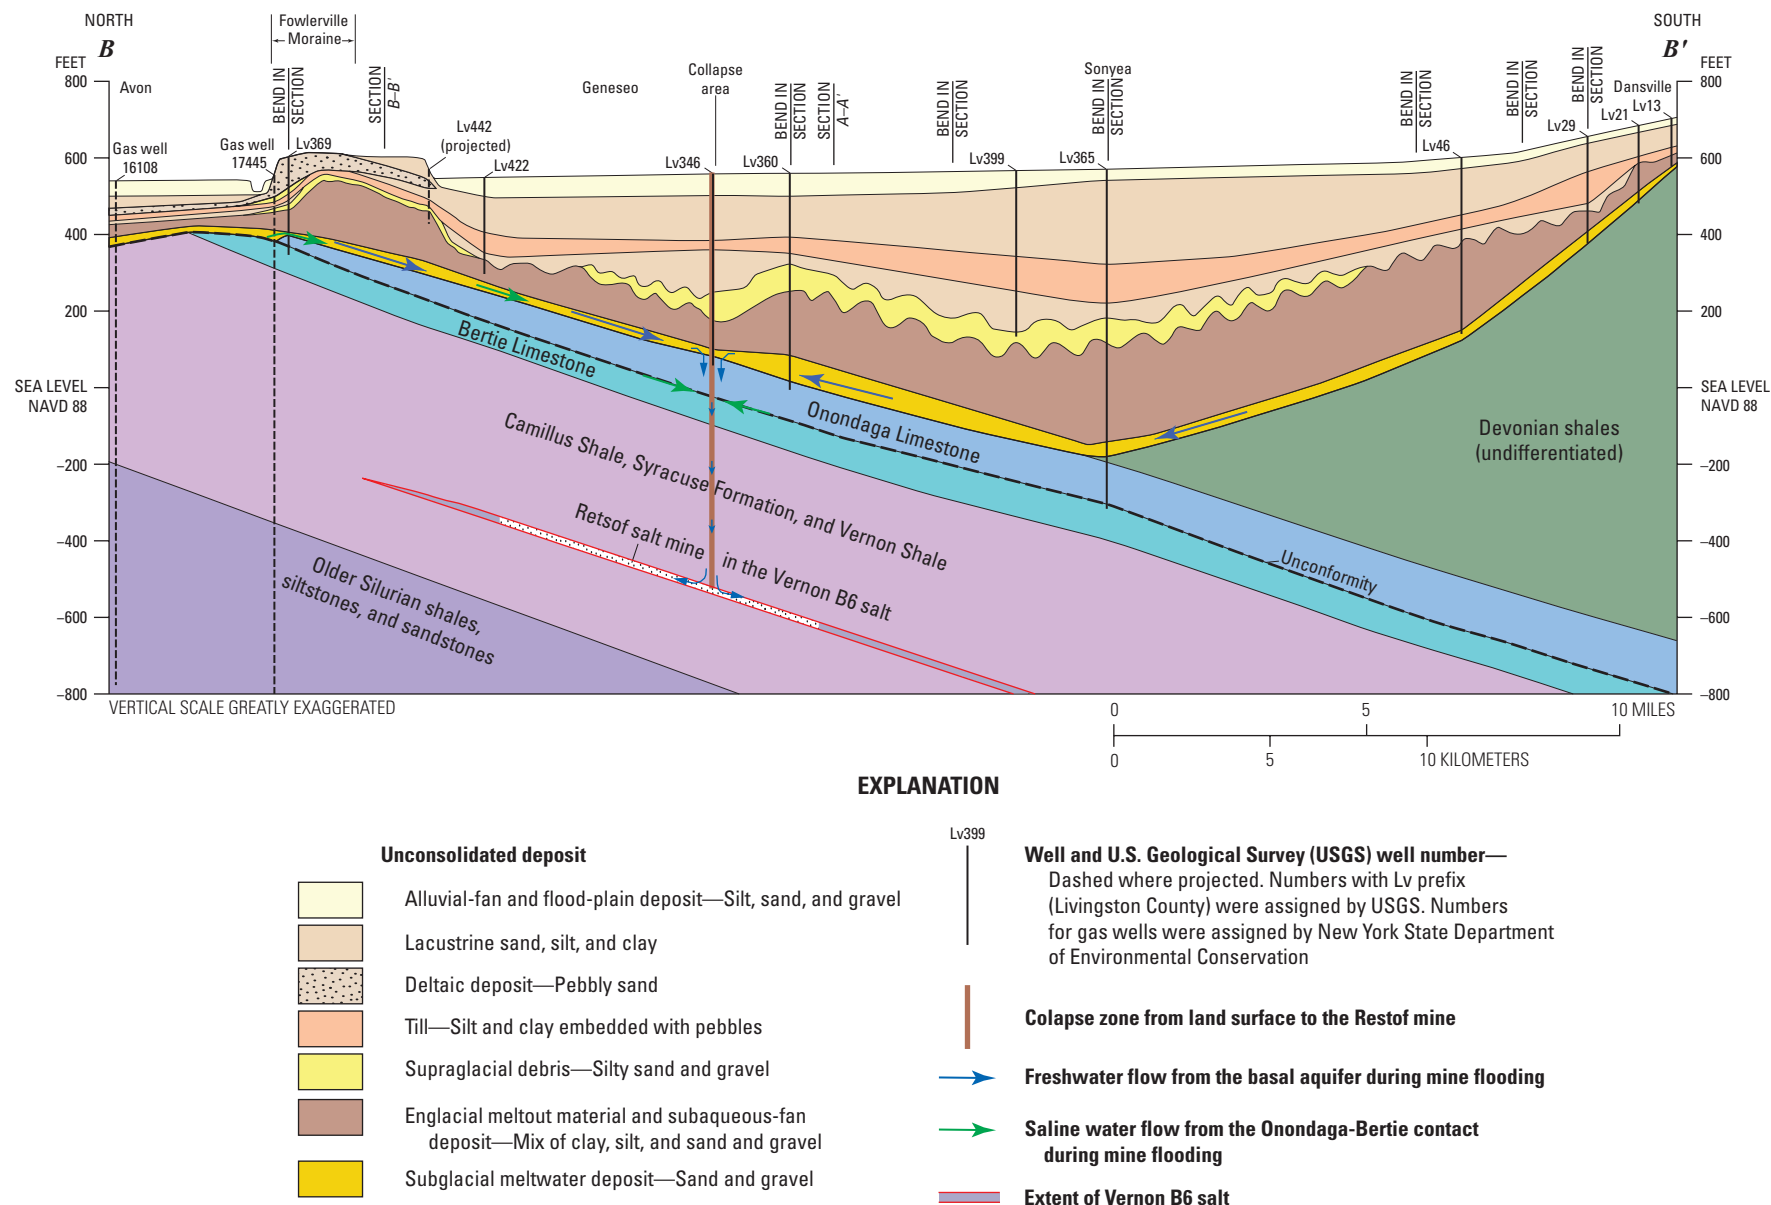 NORTH
B
FEET
Fowlerville
Moraine
SOUTH
B'
FEET
800
600
400
200
SEA LEVEL
NAVD 88
–200
–400
–600
–800
Avon
BEND IN
SECTION
SECTION
B–B'
Geneseo
Collapse
area
BEND IN
SECTION
SECTION
A–A'
BEND IN
SECTION
Sonyea
BEND IN
SECTION
BEND IN
SECTION
BEND IN
SECTION
BEND IN
SECTION
Dansville
Gas well
16108
Gas well
17445
Lv369
Lv442
(projected)
Lv422
Lv346
Lv360
Lv399
Lv365
Lv46
Lv29
Lv21
Lv13
800
600
400
200
SEA LEVEL
NAVD 88
–200
–400
–600
–800
Bertie Limestone
Onondaga Limestone
Devonian shales
(undifferentiated)
Camillus Shale, Syracuse Formation, and Vernon Shale
Retsof salt mine in the Vernon B6 salt
Unconformity
Older Silurian shales,
siltstones, and sandstones
VERTICAL SCALE GREATLY EXAGGERATED
0 5 10 MILES
0 5 10 KILOMETERS
EXPLANATION
Unconsolidated deposit
Alluvial-fan and flood-plain deposit—Silt, sand, and gravel
Lacustrine sand, silt, and clay
Deltaic deposit—Pebbly sand
Till—Silt and clay embedded with pebbles
Supraglacial debris—Silty sand and gravel
Englacial meltout material and subaqueous-fan
deposit—Mix of clay, silt, and sand and gravel
Subglacial meltwater deposit—Sand and gravel
Lv399
Well and U.S. Geological Survey (USGS) well number—
Dashed where projected. Numbers with Lv prefix
(Livingston County) were assigned by USGS. Numbers
for gas wells were assigned by New York State Department
of Environmental Conservation
Colapse zone from land surface to the Restof mine
Freshwater flow from the basal aquifer during mine flooding
Saline water flow from the Onondaga-Bertie contact
during mine flooding
Extent of Vernon B6 salt